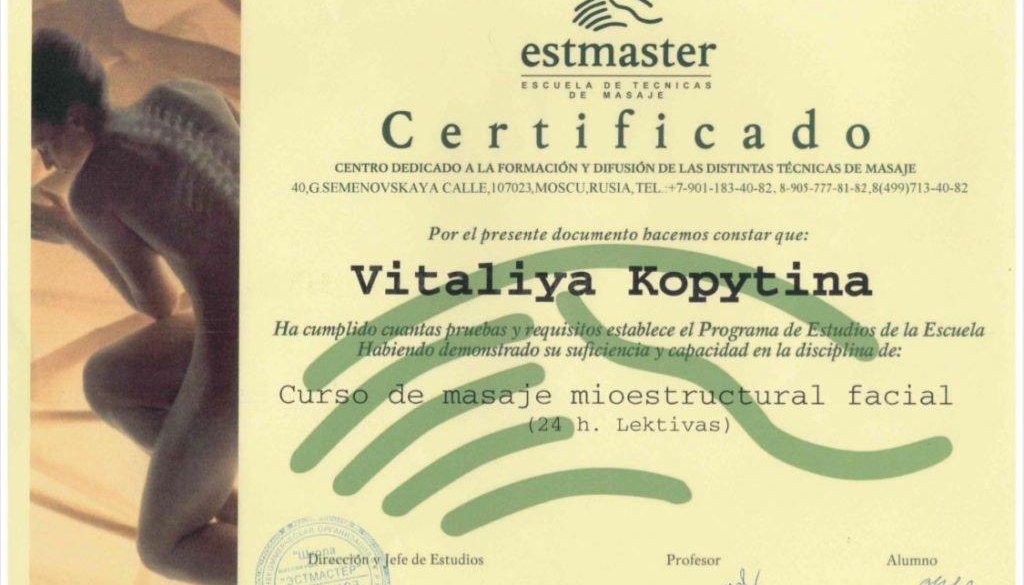 estmaster
ESCUELA DE TECNICAS
DE MASAJE
Certificado
CENTRO DEDICADO A LA FORMACIÓN Y DIFUSIÓN DE LAS DISTINTAS TÉCNICAS DE MASAJE
40,G.SEMENOVSKAYA CALLE,107023,MOSCU,RUSIA,TEL.:+7-901-183-40-82, 8-905-777-81-82,8(499)713-40-82
Por el presente documento hacemos constar que:
Vitaliya Kopytina
Ha cumplido cuantas pruebas y requisitos establece el Programa de Estudios de la Escuela
Habiendo demostrado su suficiencia y capacidad en la disciplina de:
Curso de masaje mioestructural facial
(24 h. Lektivas)
Dirección y Jefe de Estudios Profesor Alumno
"Школа
"ЭСТМАСТЕР"